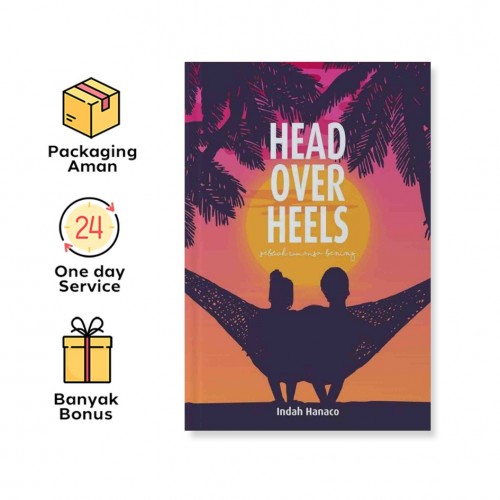 Packaging
Aman
24
One day
Service
Banyak
Bonus
HEAD
OVER
HEELS
Indah Hanaco